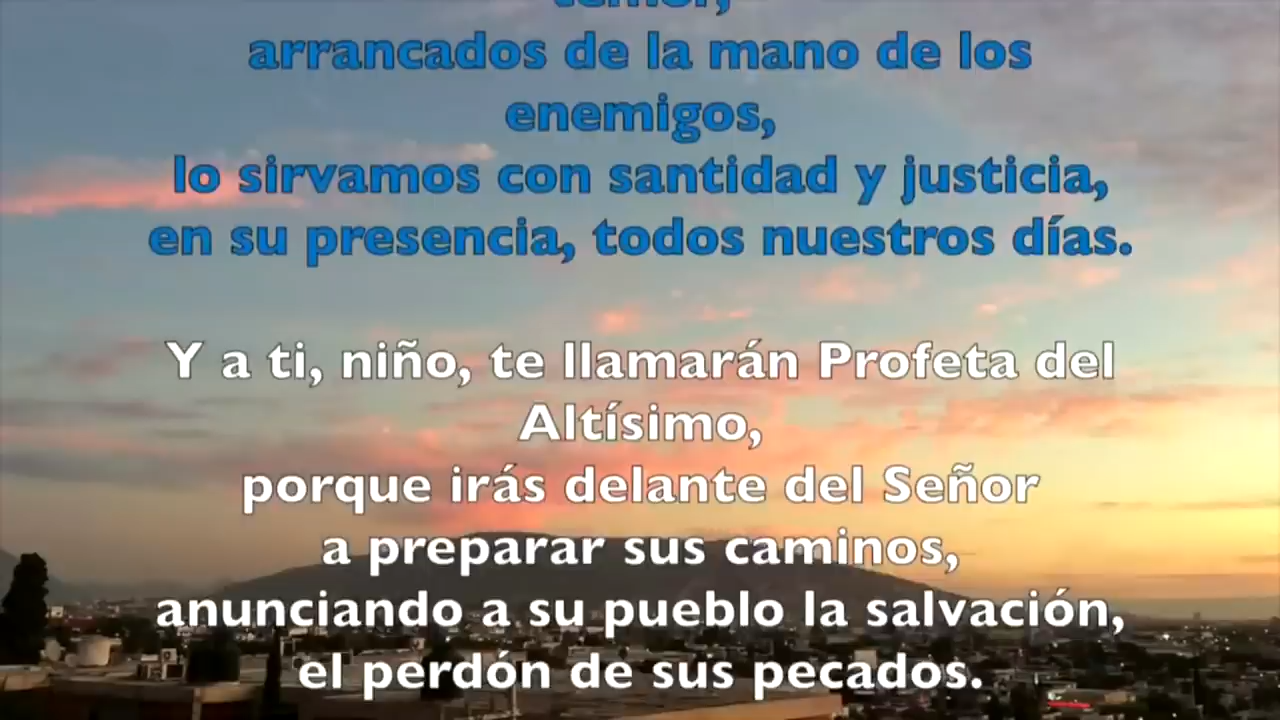 temor,
arrancados de la mano de los
enemigos,
lo sirvamos con santidad y justicia,
en su presencia, todos nuestros días.
Y a ti, niño, te llamarán Profeta del
Altísimo,
porque irás delante del Señor
a preparar sus caminos,
anunciando a su pueblo la salvación,
el perdón de sus pecados.